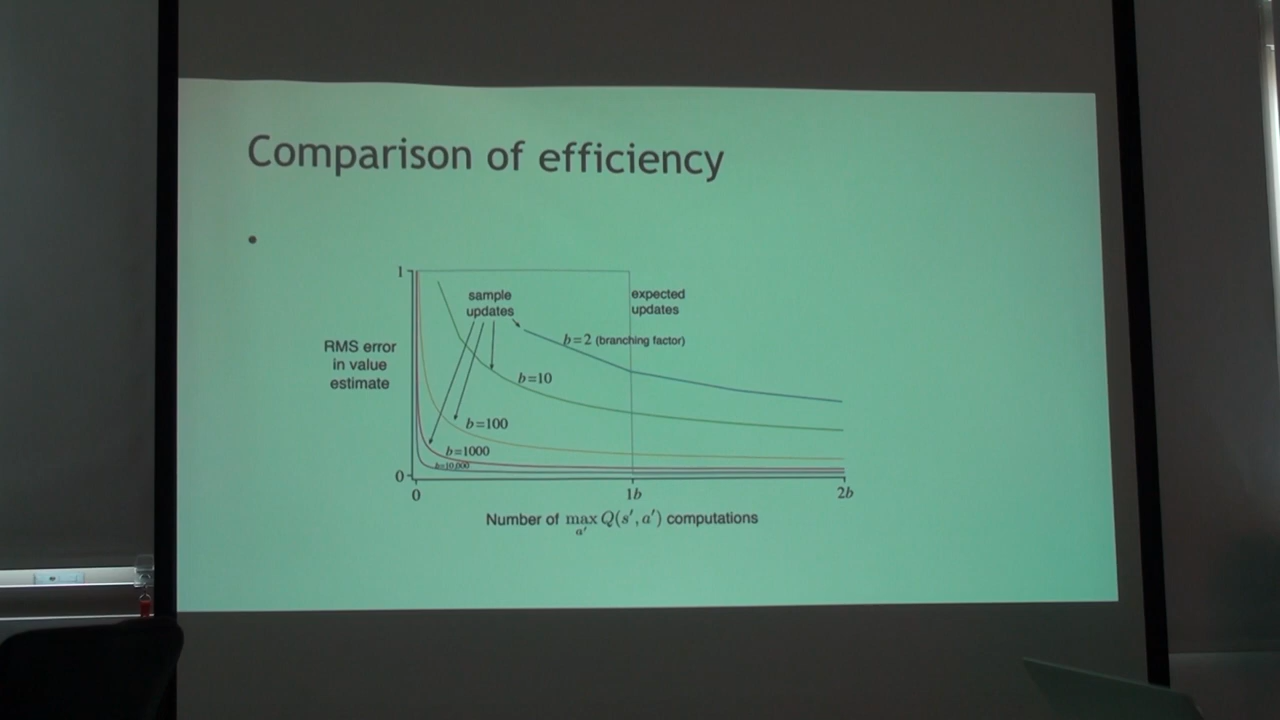 Comparison of efficiency
•
1
sample
updates
expected
updates
b=2 (branching factor)
RMS error
in value
estimate
b=10
b=100
b=1000
b=10,000
0
0
1b
2b
Number of max Q(s′, a′) computations
a′